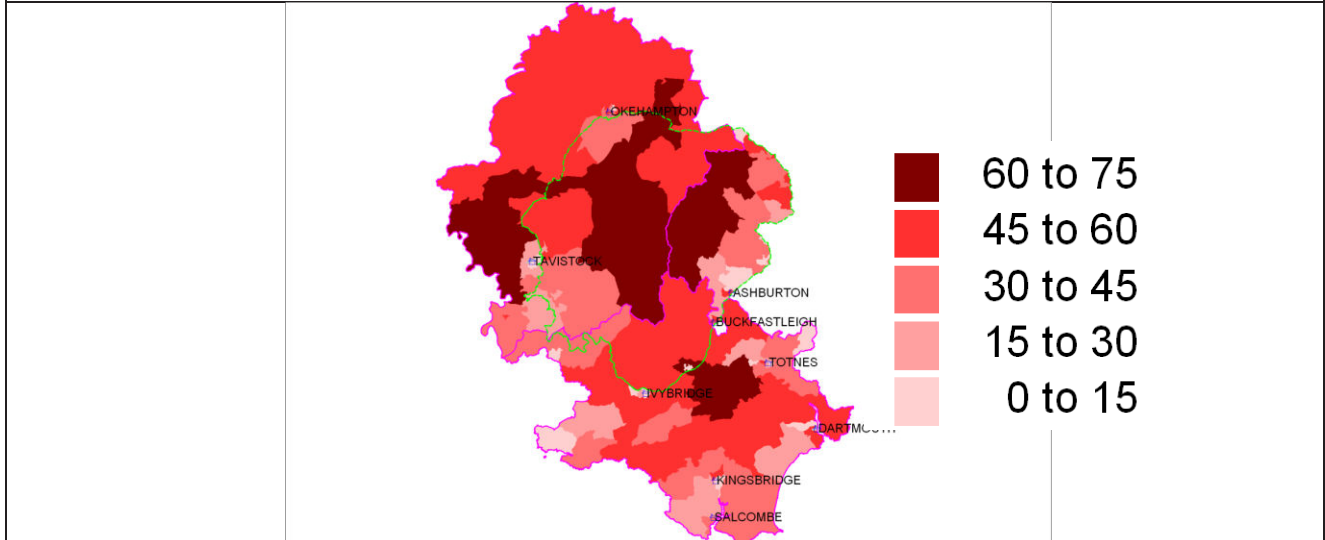 OKEHAMPTON
60 to 75
45 to 60
TAVISTOCK
30 to 45
ASHBURTON
BUCKFASTLEIGH
15 to 30
TOTNES
IVYBRIDGE
0 to 15
KINGSBRIDGE
SALCOMBE